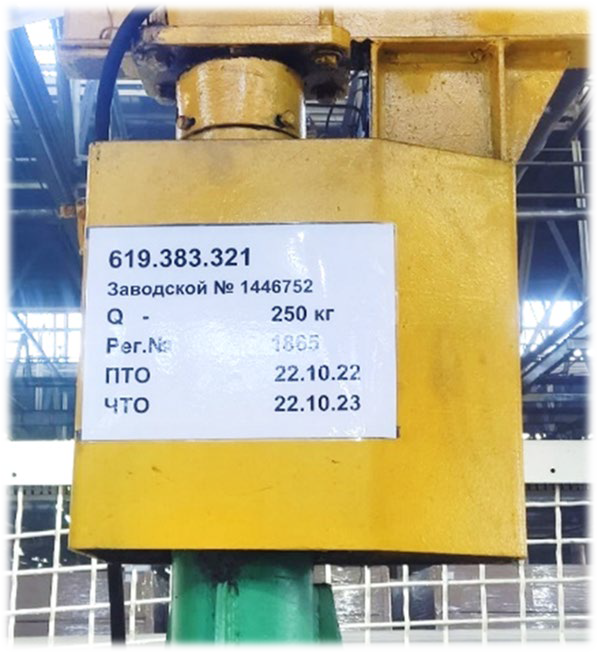 619.383.321
Заводской № 1446752
Q - 250 кг
Рег.№ 1865
ПТО 22.10.22
ЧТО 22.10.23